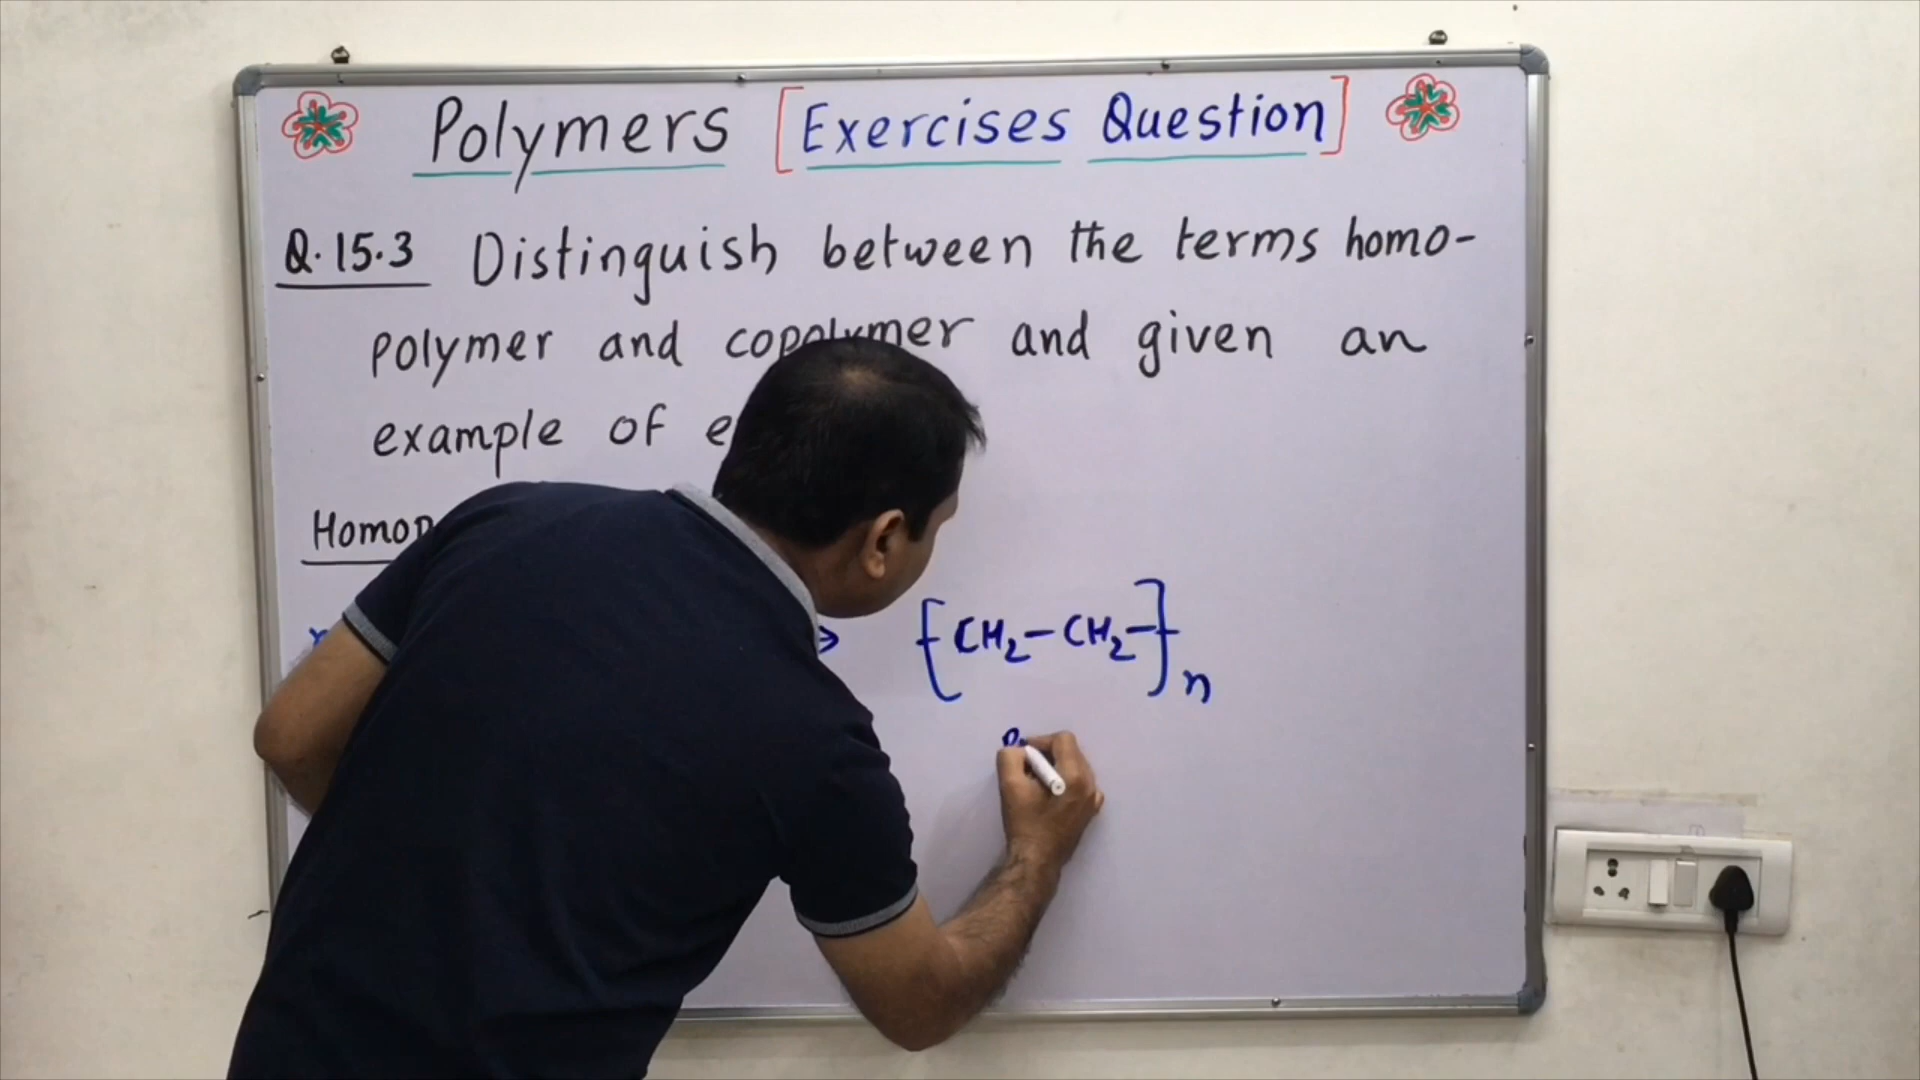 Polymers [Exercises Question]
Q. 15.3 Distinguish between the terms homo-
polymer and copolymer and given an
example of
[CH2-CH2-]n